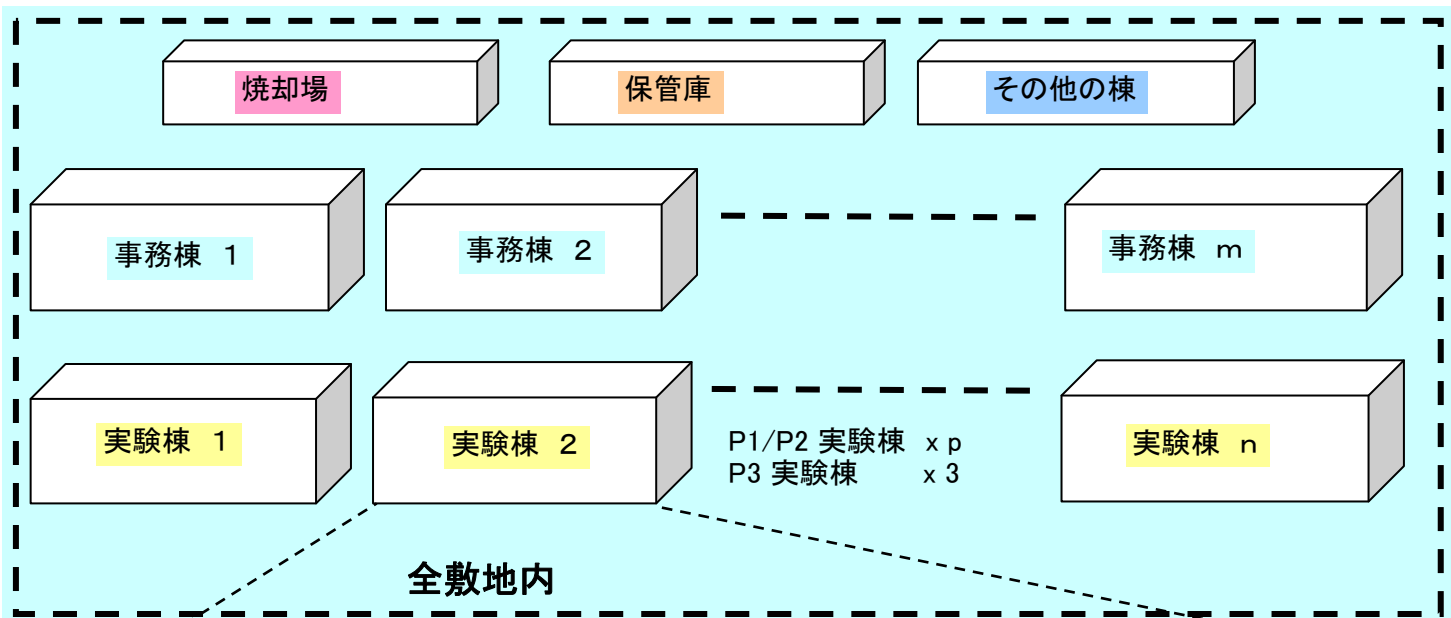 焼却場
保管庫
その他の棟
事務棟 1
事務棟 2
事務棟 m
実験棟 1
実験棟 2
P1/P2 実験棟 x p
P3 実験棟 x 3
実験棟 n
全敷地内